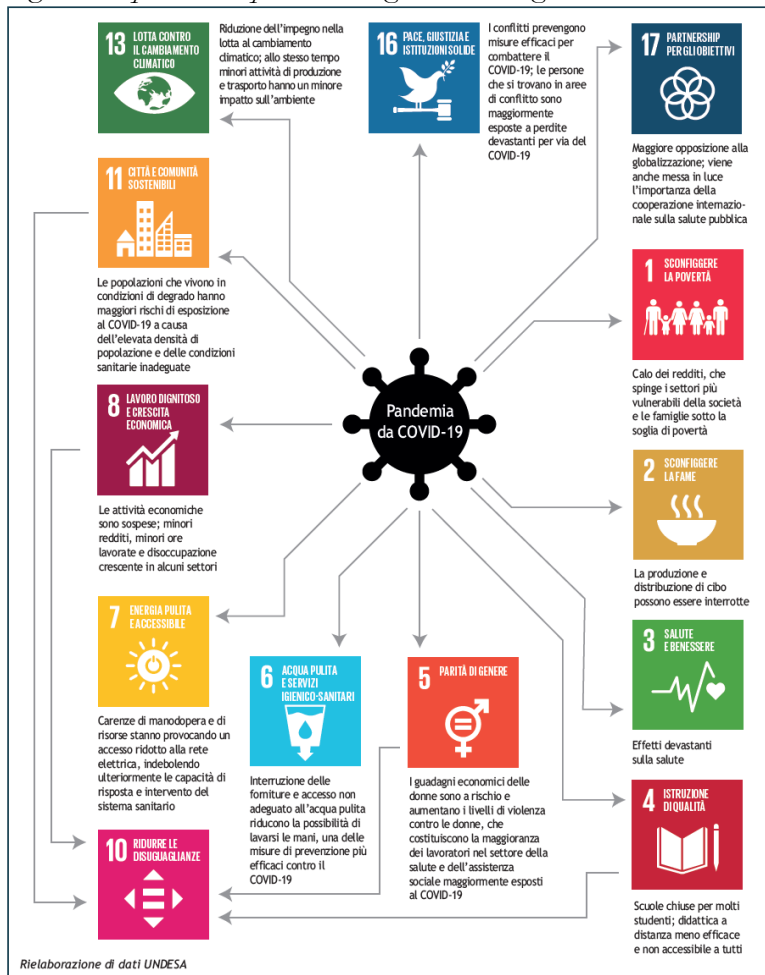 13 LOTTA CONTRO
IL CAMBIAMENTO
CLIMATICO
Riduzione dell'impegno nella
lotta al cambiamento
climatico; allo stesso tempo
minori attività di produzione
e trasporto hanno un minore
impatto sull'ambiente
16 PACE, GIUSTIZIA E
ISTITUZIONI SOLIDE
I conflitti prevengono
misure efficaci per
combattere il
COVID-19; le persone
che si trovano in aree
di conflitto sono
maggiormente
esposte a perdite
devastanti per via del
COVID-19
17 PARTNERSHIP
PER GLI OBIETTIVI
Maggiore opposizione alla
globalizzazione; viene
anche messa in luce
l'importanza della
cooperazione internazio-
nale sulla salute pubblica
11 CITTÀ E COMUNITÀ
SOSTENIBILI
Le popolazioni che vivono in
condizioni di degrado hanno
maggiori rischi di esposizione
al COVID-19 a causa
dell'elevata densità di
popolazione e delle condizioni
sanitarie inadeguate
1 SCONFIGGERE
LA POVERTÀ
Calo dei redditi, che
spinge i settori più
vulnerabili della società
e le famiglie sotto la
soglia di povertà
8 LAVORO DIGNITOSO
E CRESCITA
ECONOMICA
Le attività economiche
sono sospese; minori
redditi, minori ore
lavorate e disoccupazione
crescente in alcuni settori
Pandemia
da COVID-19
2 SCONFIGGERE
LA FAME
La produzione e
distribuzione di cibo
possono essere interrotte
7 ENERGIA PULITA
E ACCESSIBILE
Carenze di manodopera e di
risorse stanno provocando un
accesso ridotto alla rete
elettrica, indebolendo
ulteriormente le capacità di
risposta e intervento del
sistema sanitario
6 ACQUA PULITA
E SERVIZI
IGIENICO-SANITARI
Interruzione delle
forniture e accesso non
adeguato all'acqua pulita
riducono la possibilità di
lavarsi le mani, una delle
misure di prevenzione più
efficaci contro il
COVID-19
5 PARITÀ DI GENERE
I guadagni economici delle
donne sono a rischio e
aumentano i livelli di violenza
contro le donne, che
costituiscono la maggioranza
dei lavoratori nel settore della
salute e dell'assistenza
sociale maggiormente esposti
al COVID-19
3 SALUTE
E BENESSERE
Effetti devastanti
sulla salute
4 ISTRUZIONE
DI QUALITÀ
Scuole chiuse per molti
studenti; didattica a
distanza meno efficace
e non accessibile a tutti
10 RIDURRE LE
DISUGUAGLIANZE
Rielaborazione di dati UNDESA